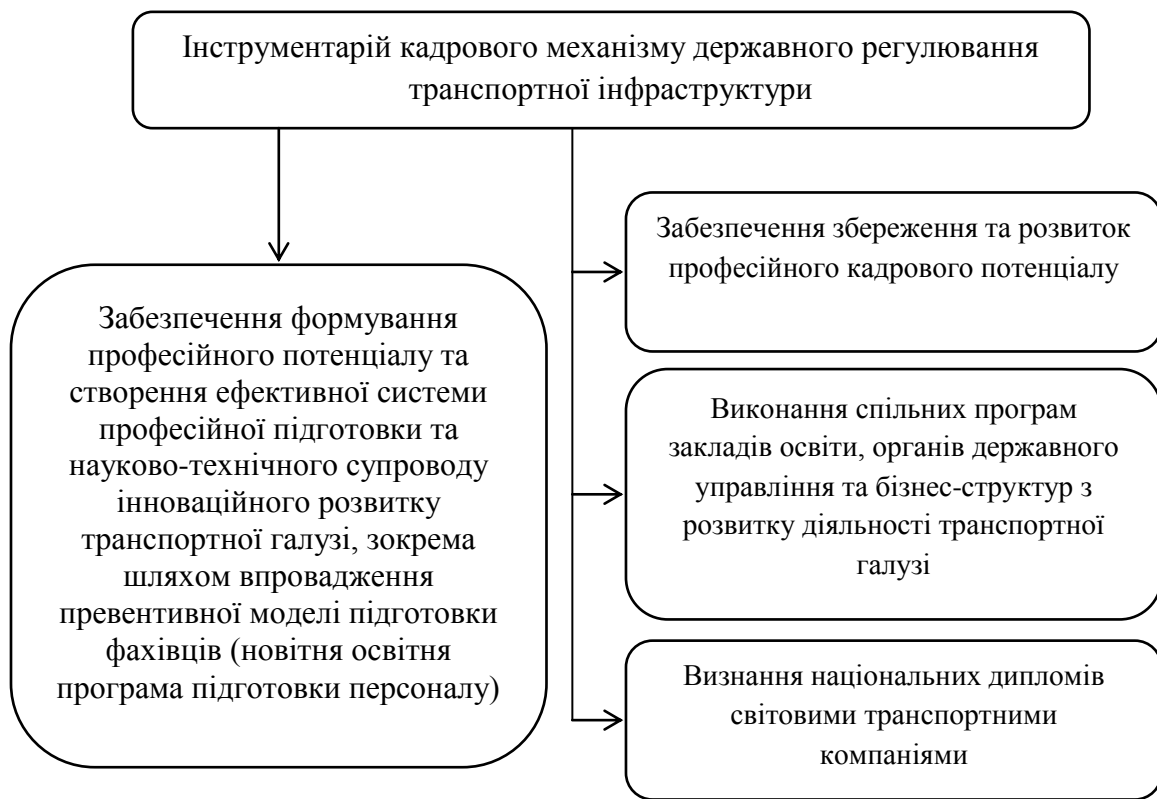 Інструментарій кадрового механізму державного регулювання
транспортної інфраструктури
Забезпечення формування
професійного потенціалу та
створення ефективної системи
професійної підготовки та
науково-технічного супроводу
інноваційного розвитку
транспортної галузі, зокрема
шляхом впровадження
превентивної моделі підготовки
фахівців (новітня освітня
програма підготовки персоналу)
Забезпечення збереження та розвиток
професійного кадрового потенціалу
Виконання спільних програм
закладів освіти, органів державного
управління та бізнес-структур з
розвитку діяльності транспортної
галузі
Визнання національних дипломів
світовими транспортними
компаніями